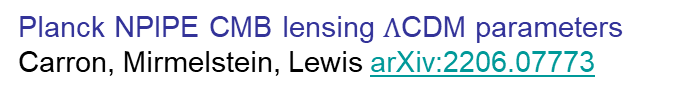 Planck NPIPE CMB lensing ΛCDM parameters
Carron, Mirmelstein, Lewis arXiv:2206.07773